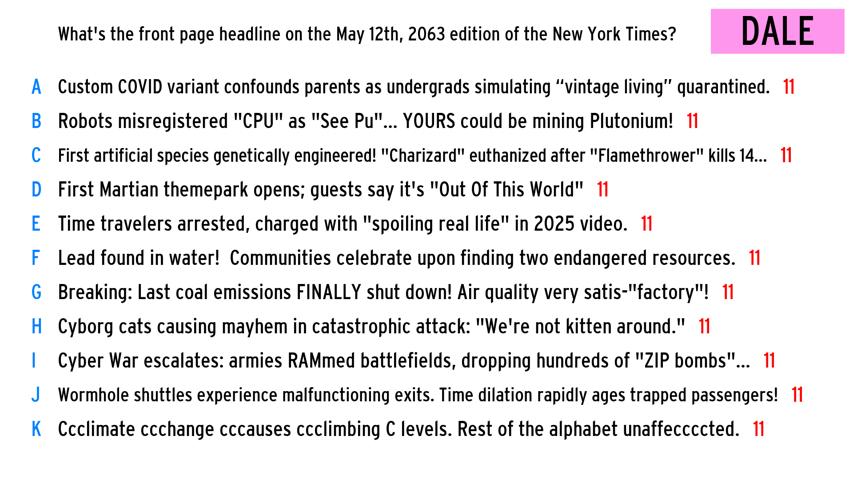 What's the front page headline on the May 12th, 2063 edition of the New York Times?
DALE
A Custom COVID variant confounds parents as undergrads simulating “vintage living” quarantined. 11
B Robots misregistered "CPU" as "See Pu"... YOURS could be mining Plutonium! 11
C First artificial species genetically engineered! "Charizard" euthanized after "Flamethrower" kills 14... 11
D First Martian themepark opens; guests say it's "Out Of This World" 11
E Time travelers arrested, charged with "spoiling real life" in 2025 video. 11
F Lead found in water!  Communities celebrate upon finding two endangered resources. 11
G Breaking: Last coal emissions FINALLY shut down! Air quality very satis-"factory"! 11
H Cyborg cats causing mayhem in catastrophic attack: "We're not kitten around." 11
I Cyber War escalates: armies RAMmed battlefields, dropping hundreds of "ZIP bombs"... 11
J Wormhole shuttles experience malfunctioning exits. Time dilation rapidly ages trapped passengers! 11
K Ccclimate ccchange cccauses ccclimbing C levels. Rest of the alphabet unaffeccccted. 11